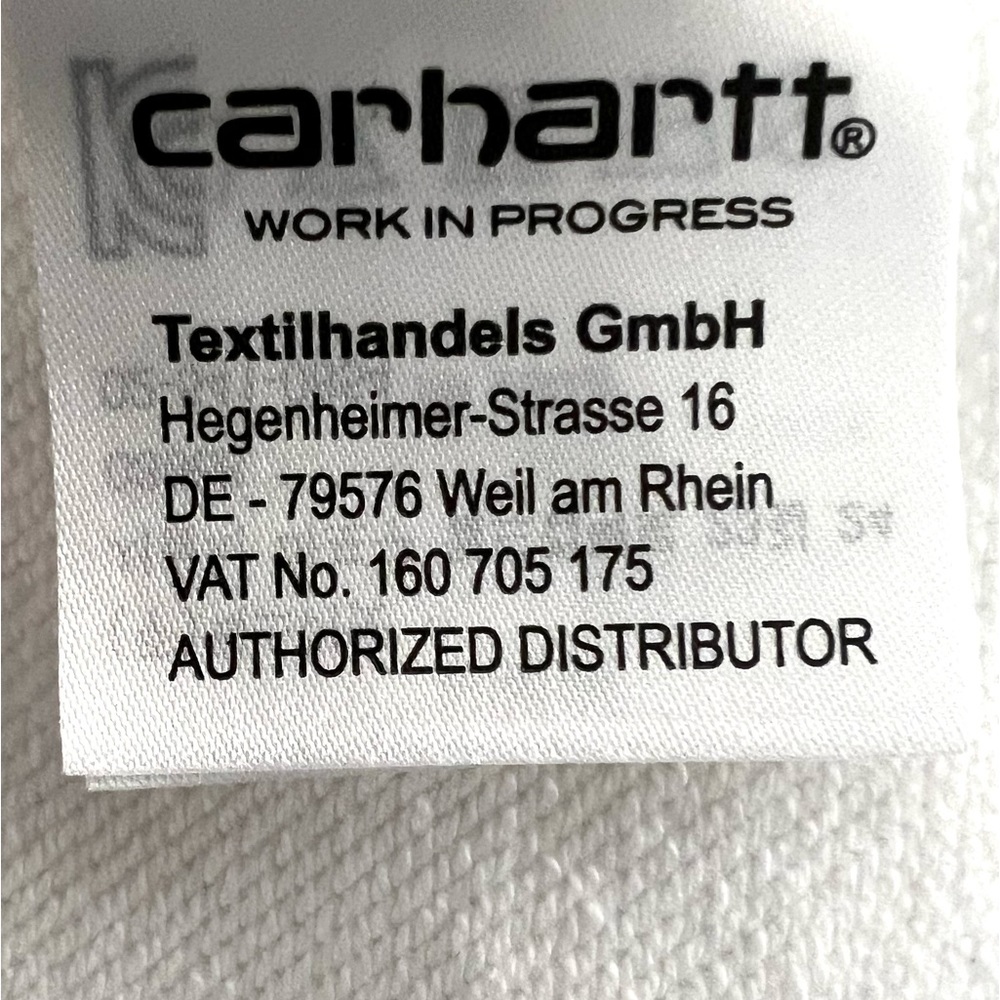 carhartt®
WORK IN PROGRESS
Textilhandels GmbH
Hegenheimer-Strasse 16
DE - 79576 Weil am Rhein
VAT No. 160 705 175
AUTHORIZED DISTRIBUTOR